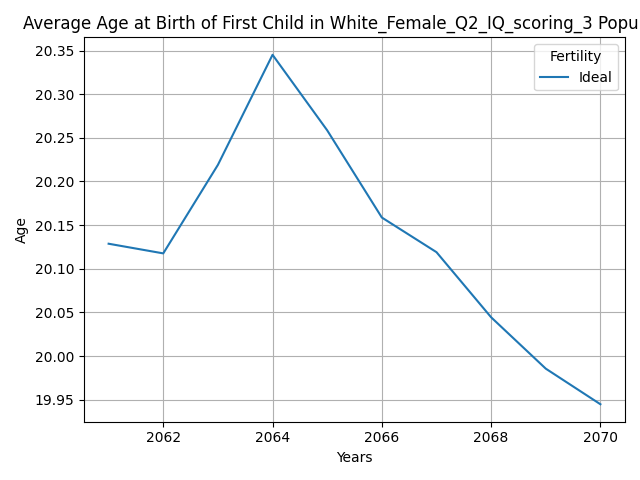 Average Age at Birth of First Child in White_Female_Q2_IQ_scoring_3 Popu
Fertility
Ideal
Age
20.35
20.30
20.25
20.20
20.15
20.10
20.05
20.00
19.95
2062 2064 2066 2068 2070
Years